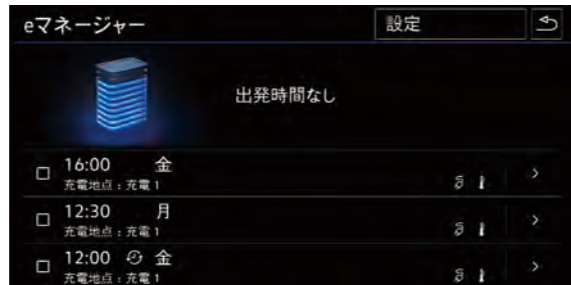 eマネージャー 設定
出発時間なし
16:00 金
充電地点：充電 1
12:30 月
充電地点：充電 1
12:00 金
充電地点：充電 1